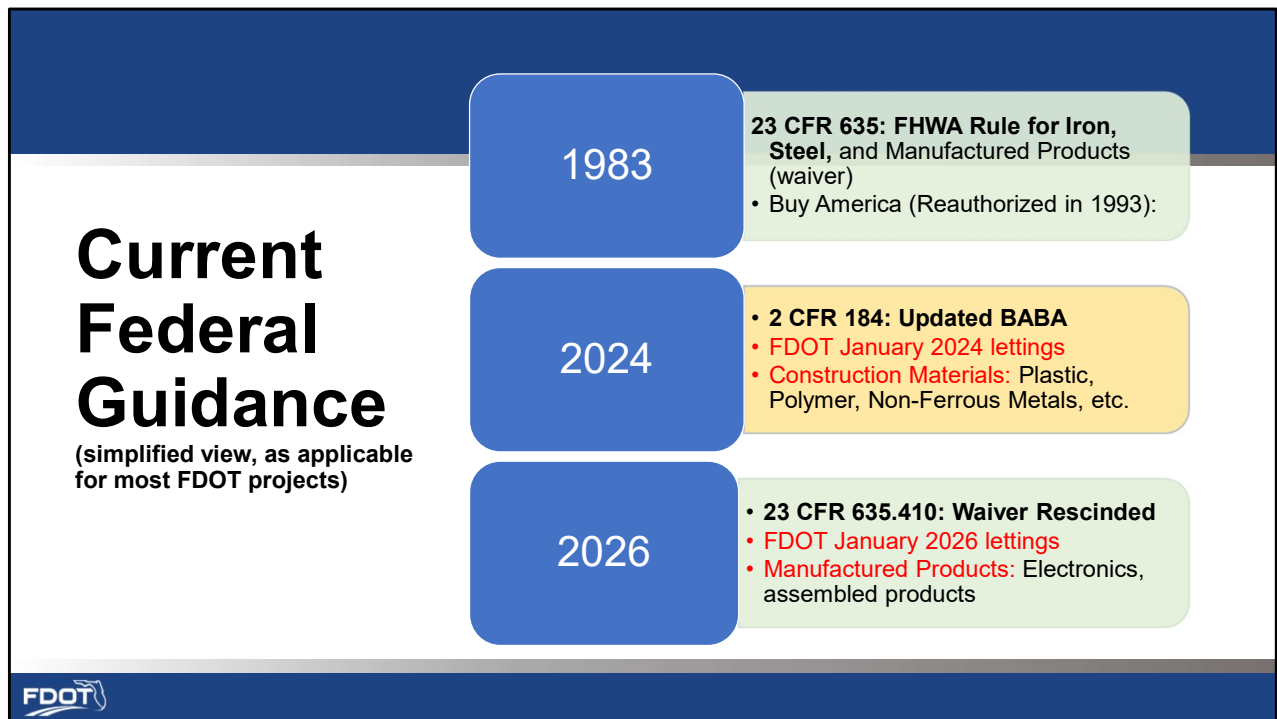 Current
Federal
Guidance
(simplified view, as applicable
for most FDOT projects)
1983
23 CFR 635: FHWA Rule for Iron,
Steel, and Manufactured Products
(waiver)
• Buy America (Reauthorized in 1993):
2024
• 2 CFR 184: Updated BABA
• FDOT January 2024 lettings
• Construction Materials: Plastic,
Polymer, Non-Ferrous Metals, etc.
2026
• 23 CFR 635.410: Waiver Rescinded
• FDOT January 2026 lettings
• Manufactured Products: Electronics,
assembled products
FDOT